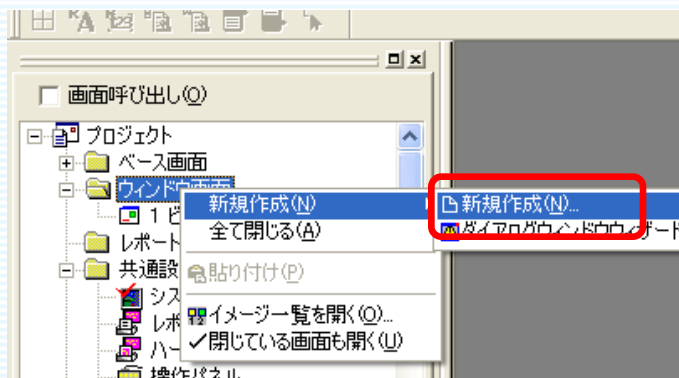 画面呼び出し(O)
プロジェクト
ベース画面
ウィンドウ画面
新規作成(N)
新規作成(N)...
1 ビ
全て閉じる(A)
ダイアログウィンドウウィザード
レポート
共通設
貼り付け(P)
シス
イメージ一覧を開く(O)...
レポ
閉じている画面も開く(U)
ハー
操作パネル